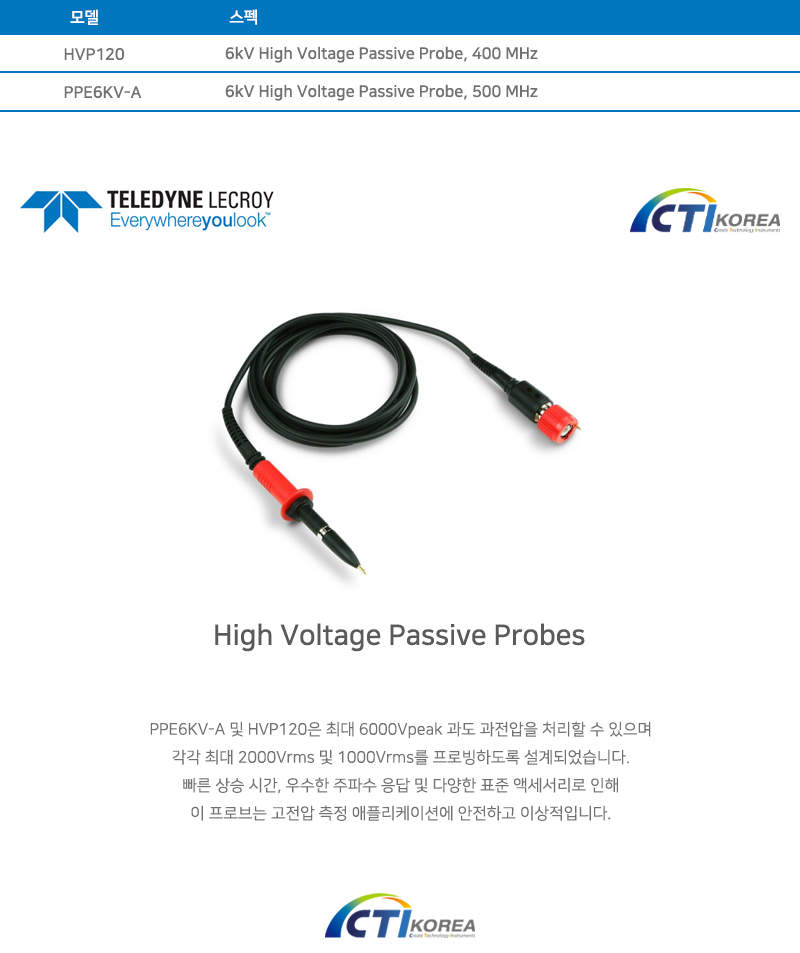 모델 스펙
HVP120 6kV High Voltage Passive Probe, 400 MHz
PPE6KV-A 6kV High Voltage Passive Probe, 500 MHz
TELEDYNE LECROY
Everywhereyoulook™
CTI KOREA
Create Technology Instruments
High Voltage Passive Probes
PPE6KV-A 및 HVP120은 최대 6000Vpeak 과도 과전압을 처리할 수 있으며
각각 최대 2000Vrms 및 1000Vrms를 프로빙하도록 설계되었습니다.
빠른 상승 시간, 우수한 주파수 응답 및 다양한 표준 액세서리로 인해
이 프로브는 고전압 측정 애플리케이션에 안전하고 이상적입니다.
CTI KOREA
Create Technology Instruments